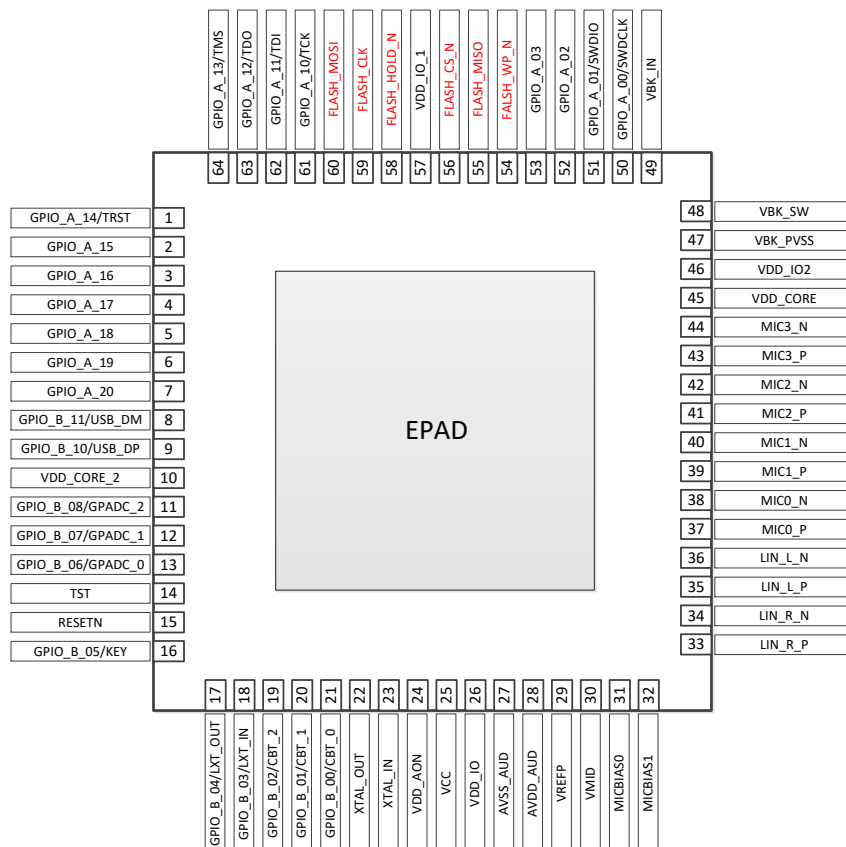 GPIO_A_13/TMS
GPIO_A_12/TDO
GPIO_A_11/TDI
GPIO_A_10/TCK
FLASH_MOSI
FLASH_CLK
FLASH_HOLD_N
VDD_IO_1
FLASH_CS_N
FLASH_MISO
FALSH_WP_N
GPIO_A_03
GPIO_A_02
GPIO_A_01/SWDIO
GPIO_A_00/SWDCLK
VBK_IN
64
63
62
61
60
59
58
57
56
55
54
53
52
51
50
49
GPIO_A_14/TRST 1
GPIO_A_15 2
GPIO_A_16 3
GPIO_A_17 4
GPIO_A_18 5
GPIO_A_19 6
GPIO_A_20 7
GPIO_B_11/USB_DM 8
GPIO_B_10/USB_DP 9
VDD_CORE_2 10
GPIO_B_08/GPADC_2 11
GPIO_B_07/GPADC_1 12
GPIO_B_06/GPADC_0 13
TST 14
RESETN 15
GPIO_B_05/KEY 16
EPAD
48 VBK_SW
47 VBK_PVSS
46 VDD_IO2
45 VDD_CORE
44 MIC3_N
43 MIC3_P
42 MIC2_N
41 MIC2_P
40 MIC1_N
39 MIC1_P
38 MIC0_N
37 MIC0_P
36 LIN_L_N
35 LIN_L_P
34 LIN_R_N
33 LIN_R_P
17
18
19
20
21
22
23
24
25
26
27
28
29
30
31
32
GPIO_B_04/LXT_OUT
GPIO_B_03/LXT_IN
GPIO_B_02/CBT_2
GPIO_B_01/CBT_1
GPIO_B_00/CBT_0
XTAL_OUT
XTAL_IN
VDD_AON
VCC
VDD_IO
AVSS_AUD
AVDD_AUD
VREFP
VMID
MICBIAS0
MICBIAS1